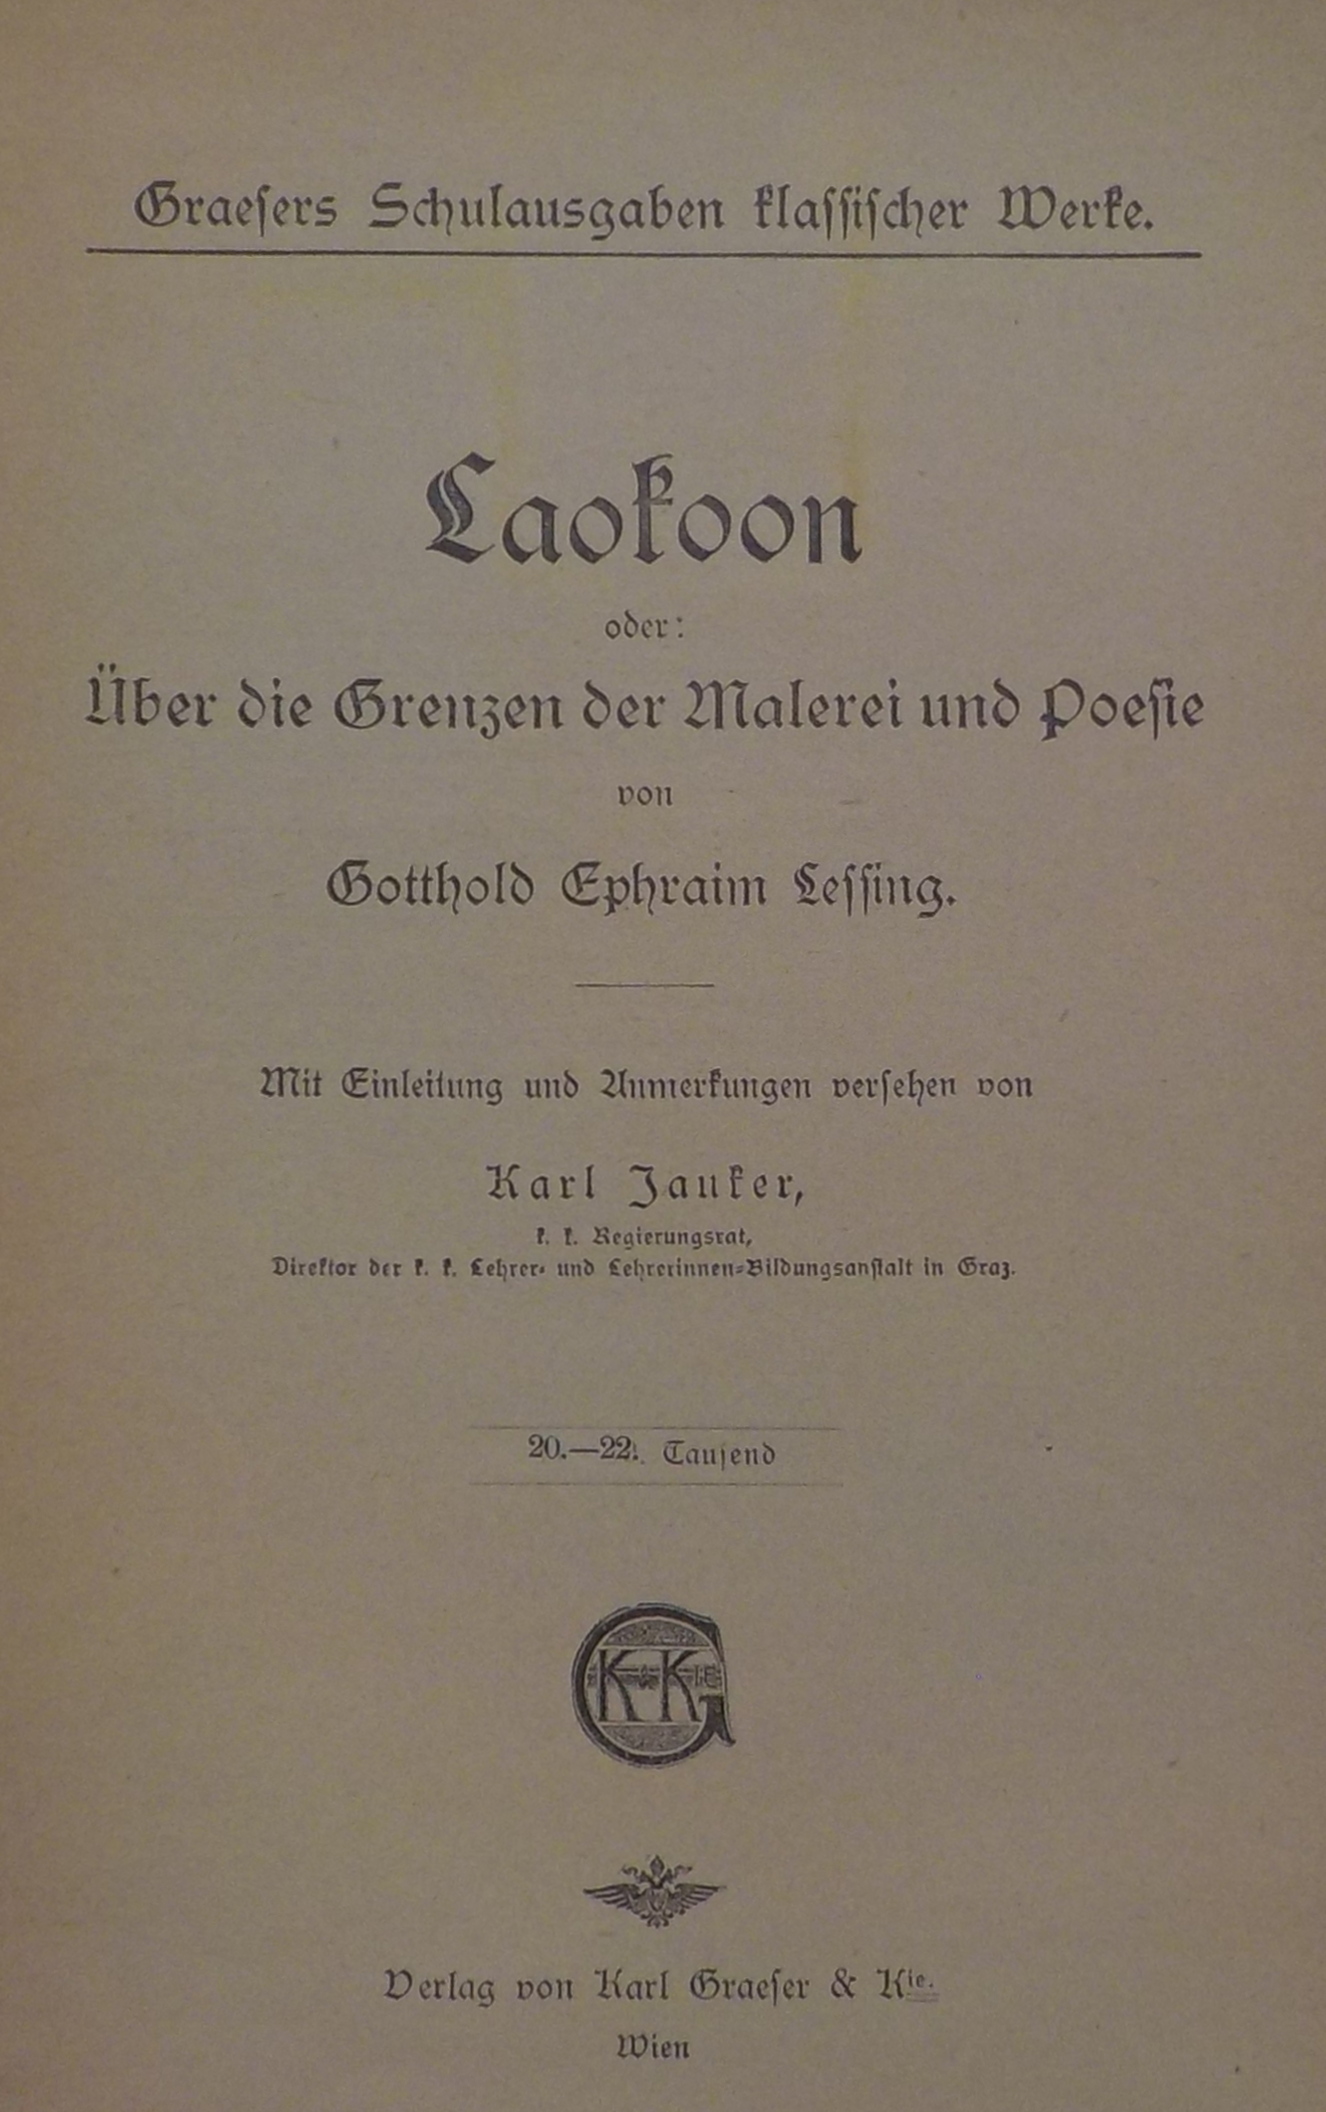 Graesers Schulausgaben klassischer Werke.
Laokoon
oder:
Über die Grenzen der Malerei und Poesie
von
Gotthold Ephraim Lessing.
Mit Einleitung und Anmerkungen versehen von
Karl Jauker,
k. k. Regierungsrat,
Direktor der k. k. Lehrer- und Lehrerinnen-Bildungsanstalt in Graz.
20.—22. Tausend
G K & K IE
Verlag von Karl Graeser & Kie.
Wien